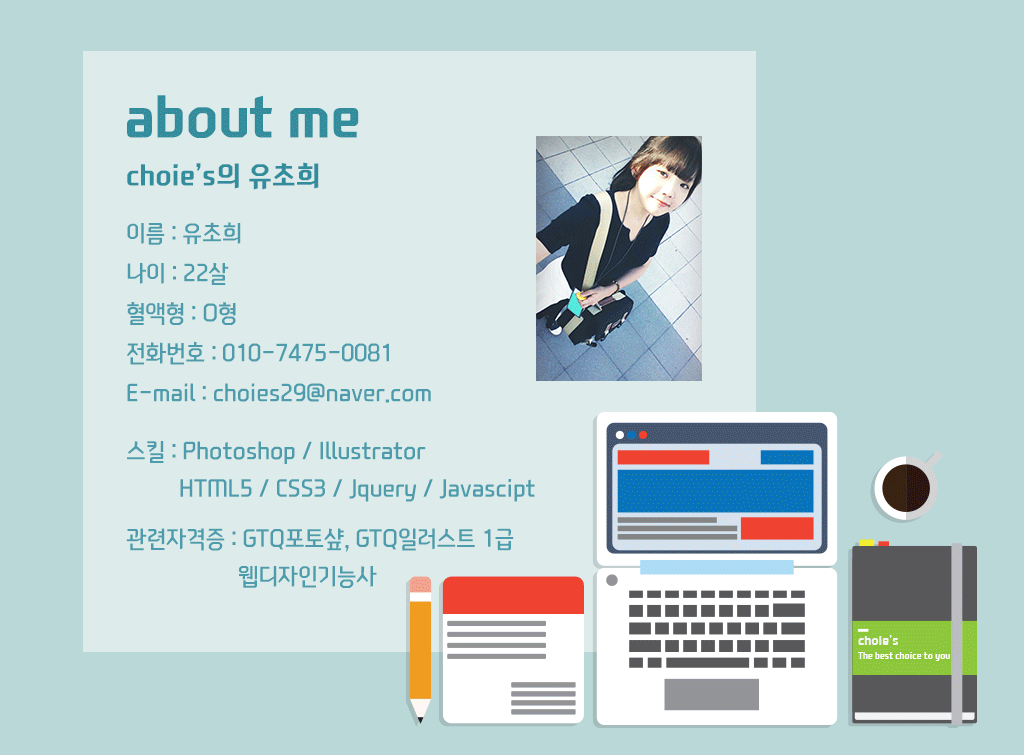 about me
choie's의 유초희
이름 : 유초희
나이 : 22살
혈액형 : O형
전화번호 : 010-7475-0081
E-mail : choies29@naver.com
스킬 : Photoshop / Illustrator
HTML5 / CSS3 / Jquery / Javascipt
관련자격증 : GTQ포토샾, GTQ일러스트 1급
웹디자인기능사
choie's
The best choice to you